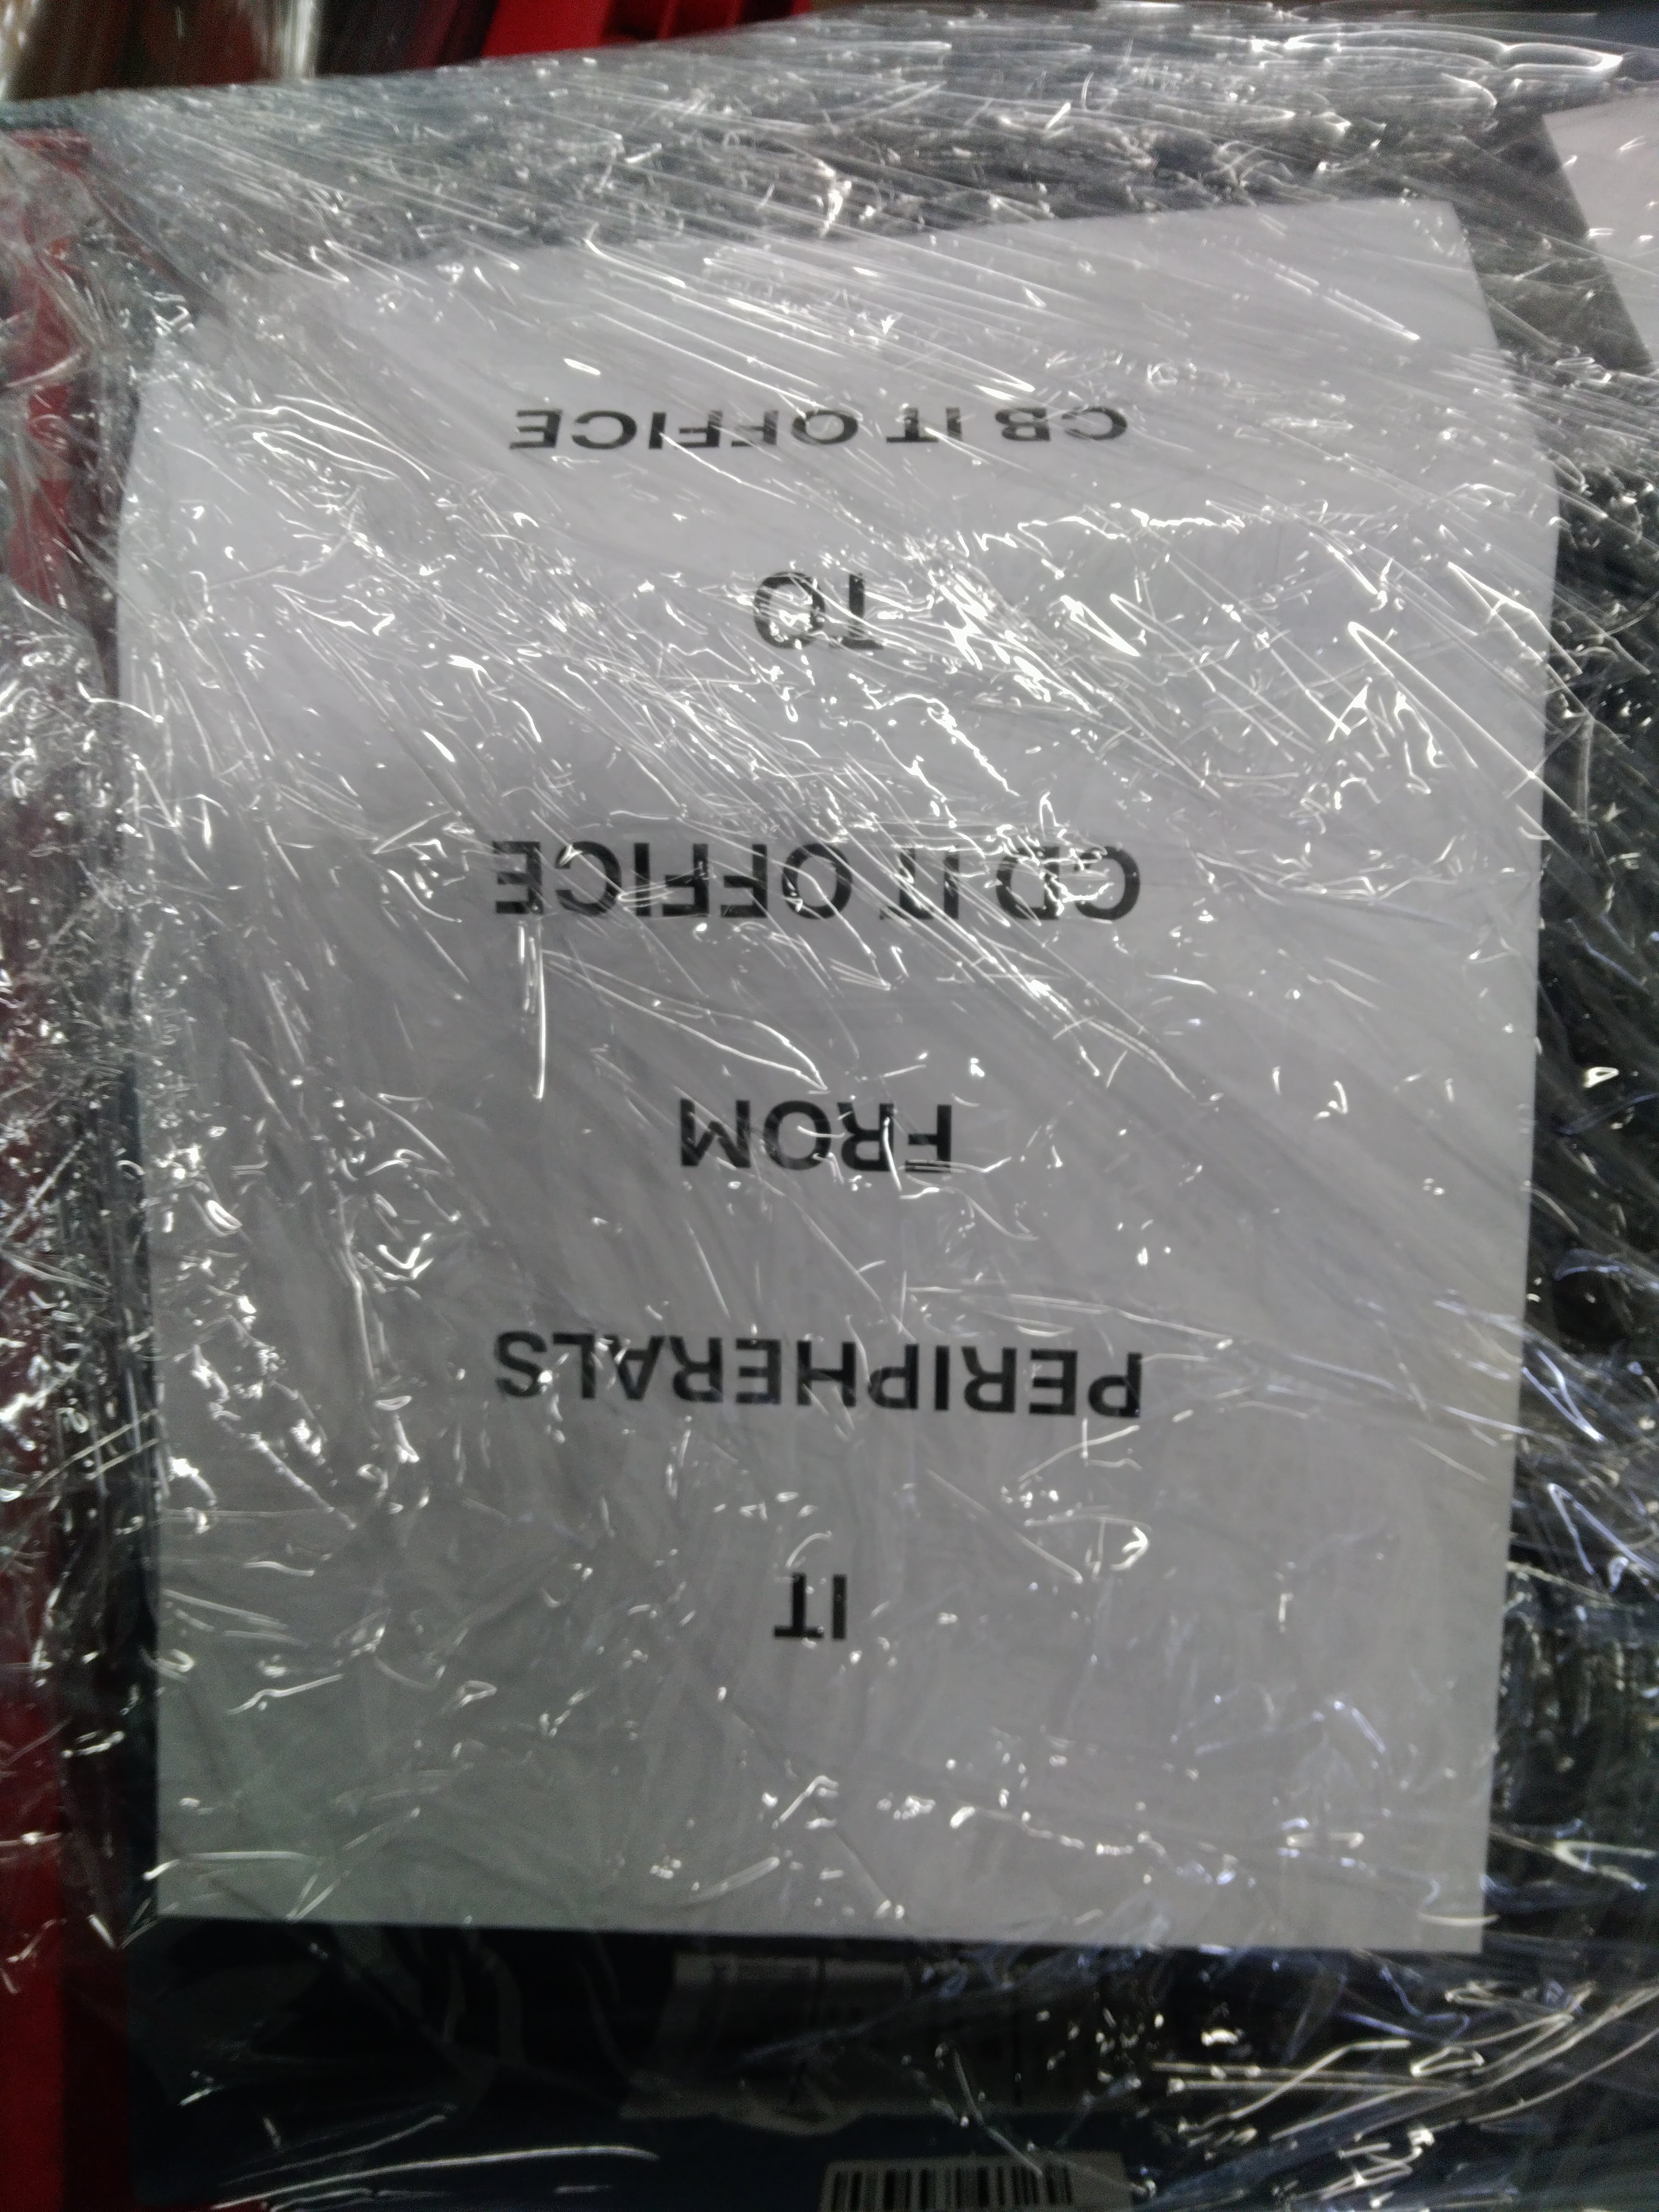 IT
PERIPHERALS
FROM
CD IT OFFICE
TO
CB IT OFFICE